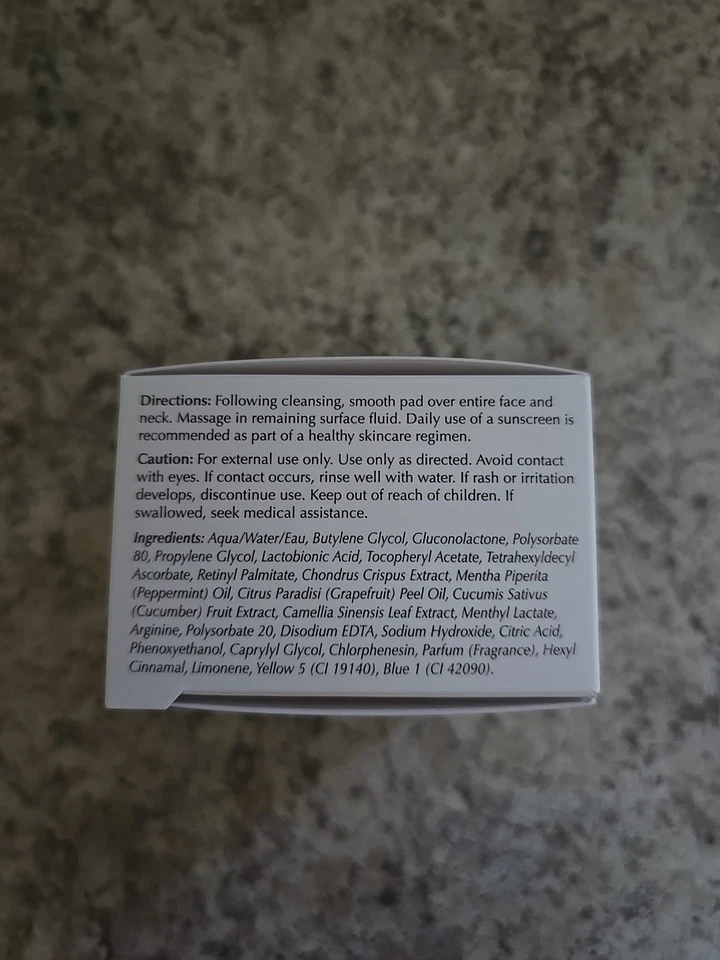 Directions: Following cleansing, smooth pad over entire face and
neck. Massage in remaining surface fluid. Daily use of a sunscreen is
recommended as part of a healthy skincare regimen.
Caution: For external use only. Use only as directed. Avoid contact
with eyes. If contact occurs, rinse well with water. If rash or irritation
develops, discontinue use. Keep out of reach of children. If
swallowed, seek medical assistance.
Ingredients: Aqua/Water/Eau, Butylene Glycol, Gluconolactone, Polysorbate
80, Propylene Glycol, Lactobionic Acid, Tocopheryl Acetate, Tetrahexyldecyl
Ascorbate, Retinyl Palmitate, Chondrus Crispus Extract, Mentha Piperita
(Peppermint) Oil, Citrus Paradisi (Grapefruit) Peel Oil, Cucumis Sativus
(Cucumber) Fruit Extract, Camellia Sinensis Leaf Extract, Menthyl Lactate,
Arginine, Polysorbate 20, Disodium EDTA, Sodium Hydroxide, Citric Acid,
Phenoxyethanol, Caprylyl Glycol, Chlorphenesin, Parfum (Fragrance), Hexyl
Cinnamal, Limonene, Yellow 5 (CI 19140), Blue 1 (CI 42090).